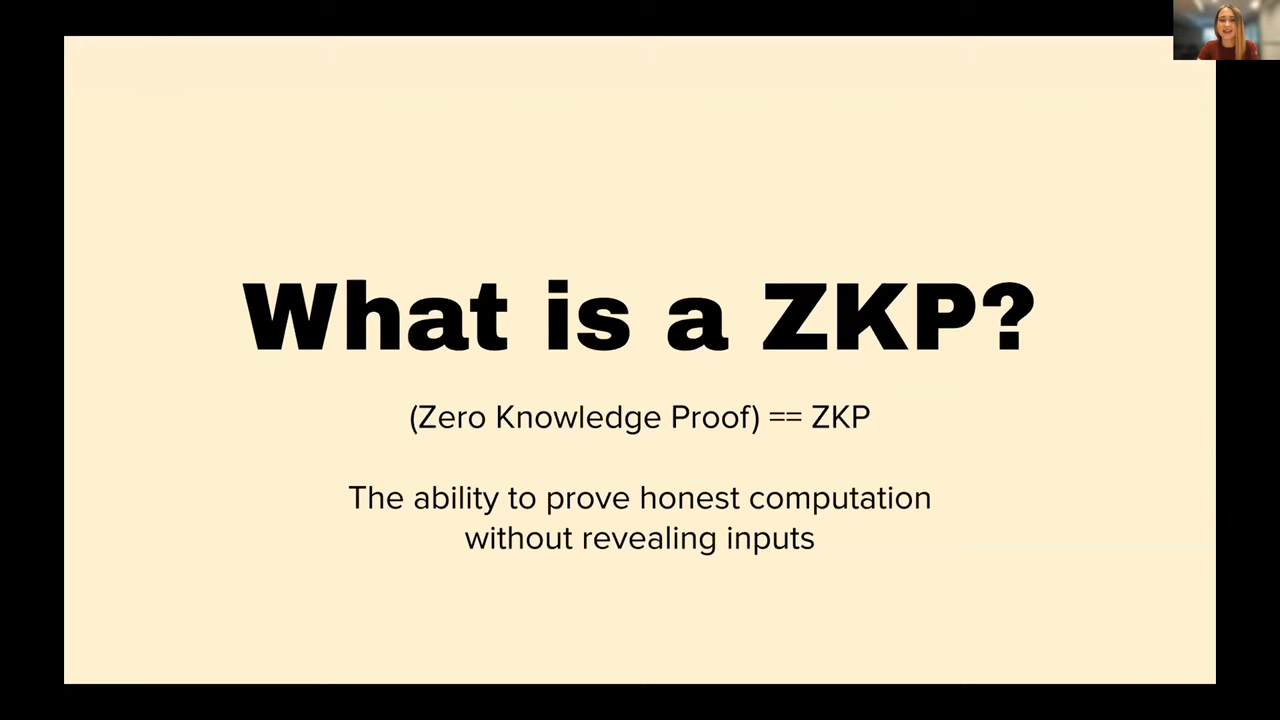 What is a ZKP?
(Zero Knowledge Proof) == ZKP
The ability to prove honest computation
without revealing inputs